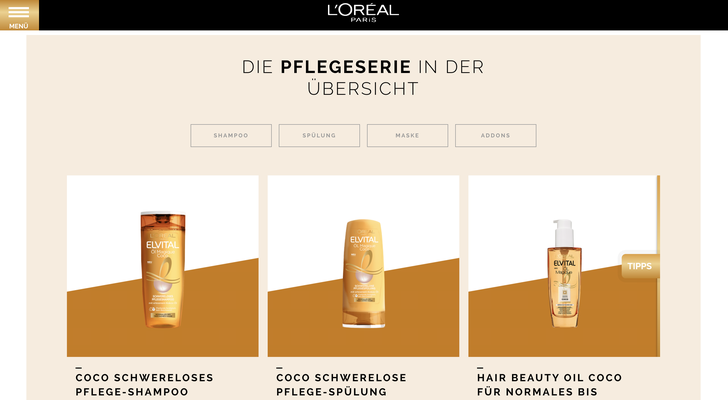 L'ORÉAL
PARIS
MENÜ
DIE PFLEGESERIE IN DER
ÜBERSICHT
SHAMPOO
SPÜLUNG
MASKE
ADDONS
ELVITAL
ELVITAL
ELVITAL
TIPPS
COCO SCHWERELOSES
PFLEGE-SHAMPOO
COCO SCHWERELOSE
PFLEGE-SPÜLUNG
HAIR BEAUTY OIL COCO
FÜR NORMALES BIS